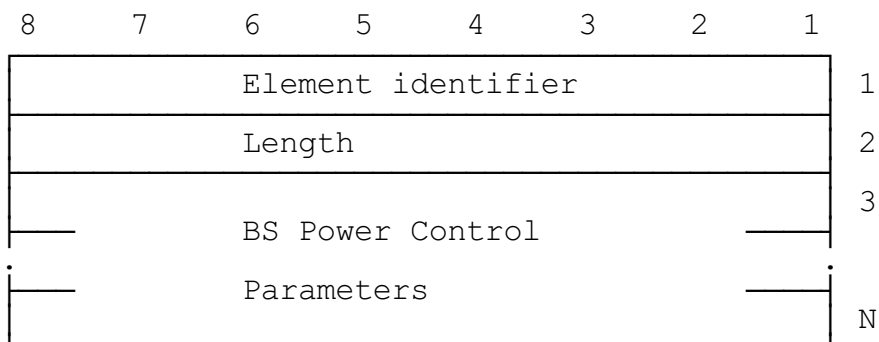 8 7 6 5 4 3 2 1
Element identifier 1
Length 2
3
BS Power Control
Parameters
N